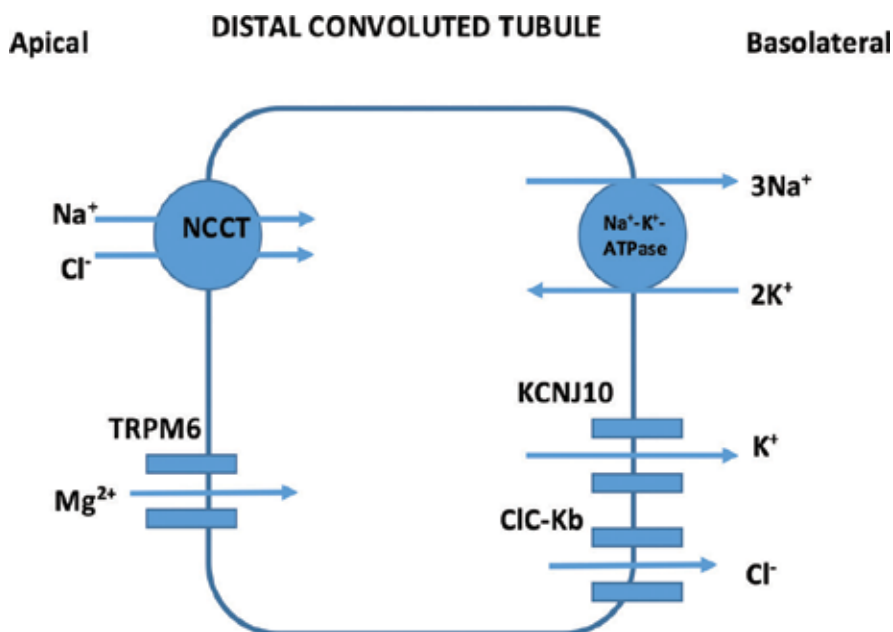 DISTAL CONVOLUTED TUBULE
Apical
Basolateral
Na⁺
Cl⁻
NCCT
3Na⁺
Na⁺-K⁺-
ATPase
2K⁺
TRPM6
Mg²⁺
KCNJ10
K⁺
ClC-Kb
Cl⁻